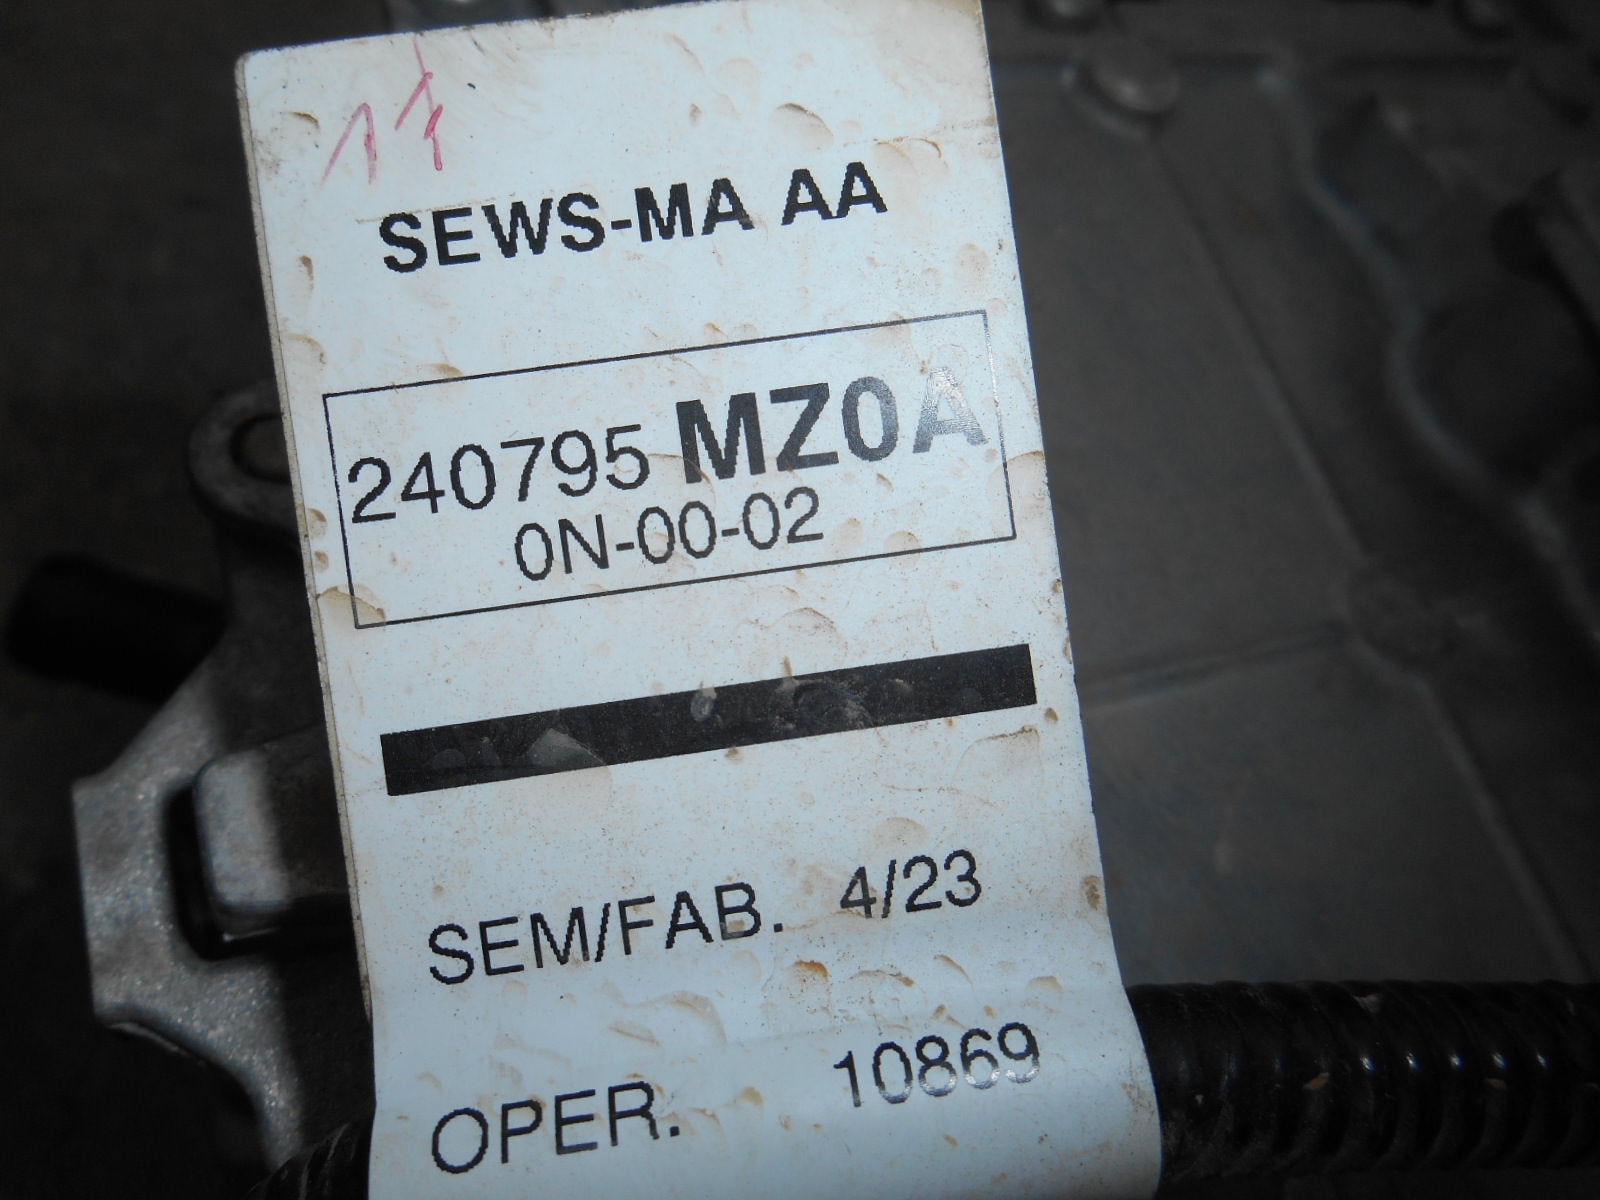 SEWS-MA AA
240795 MZ0A
0N-00-02
SEM/FAB. 4/23
OPER. 10869